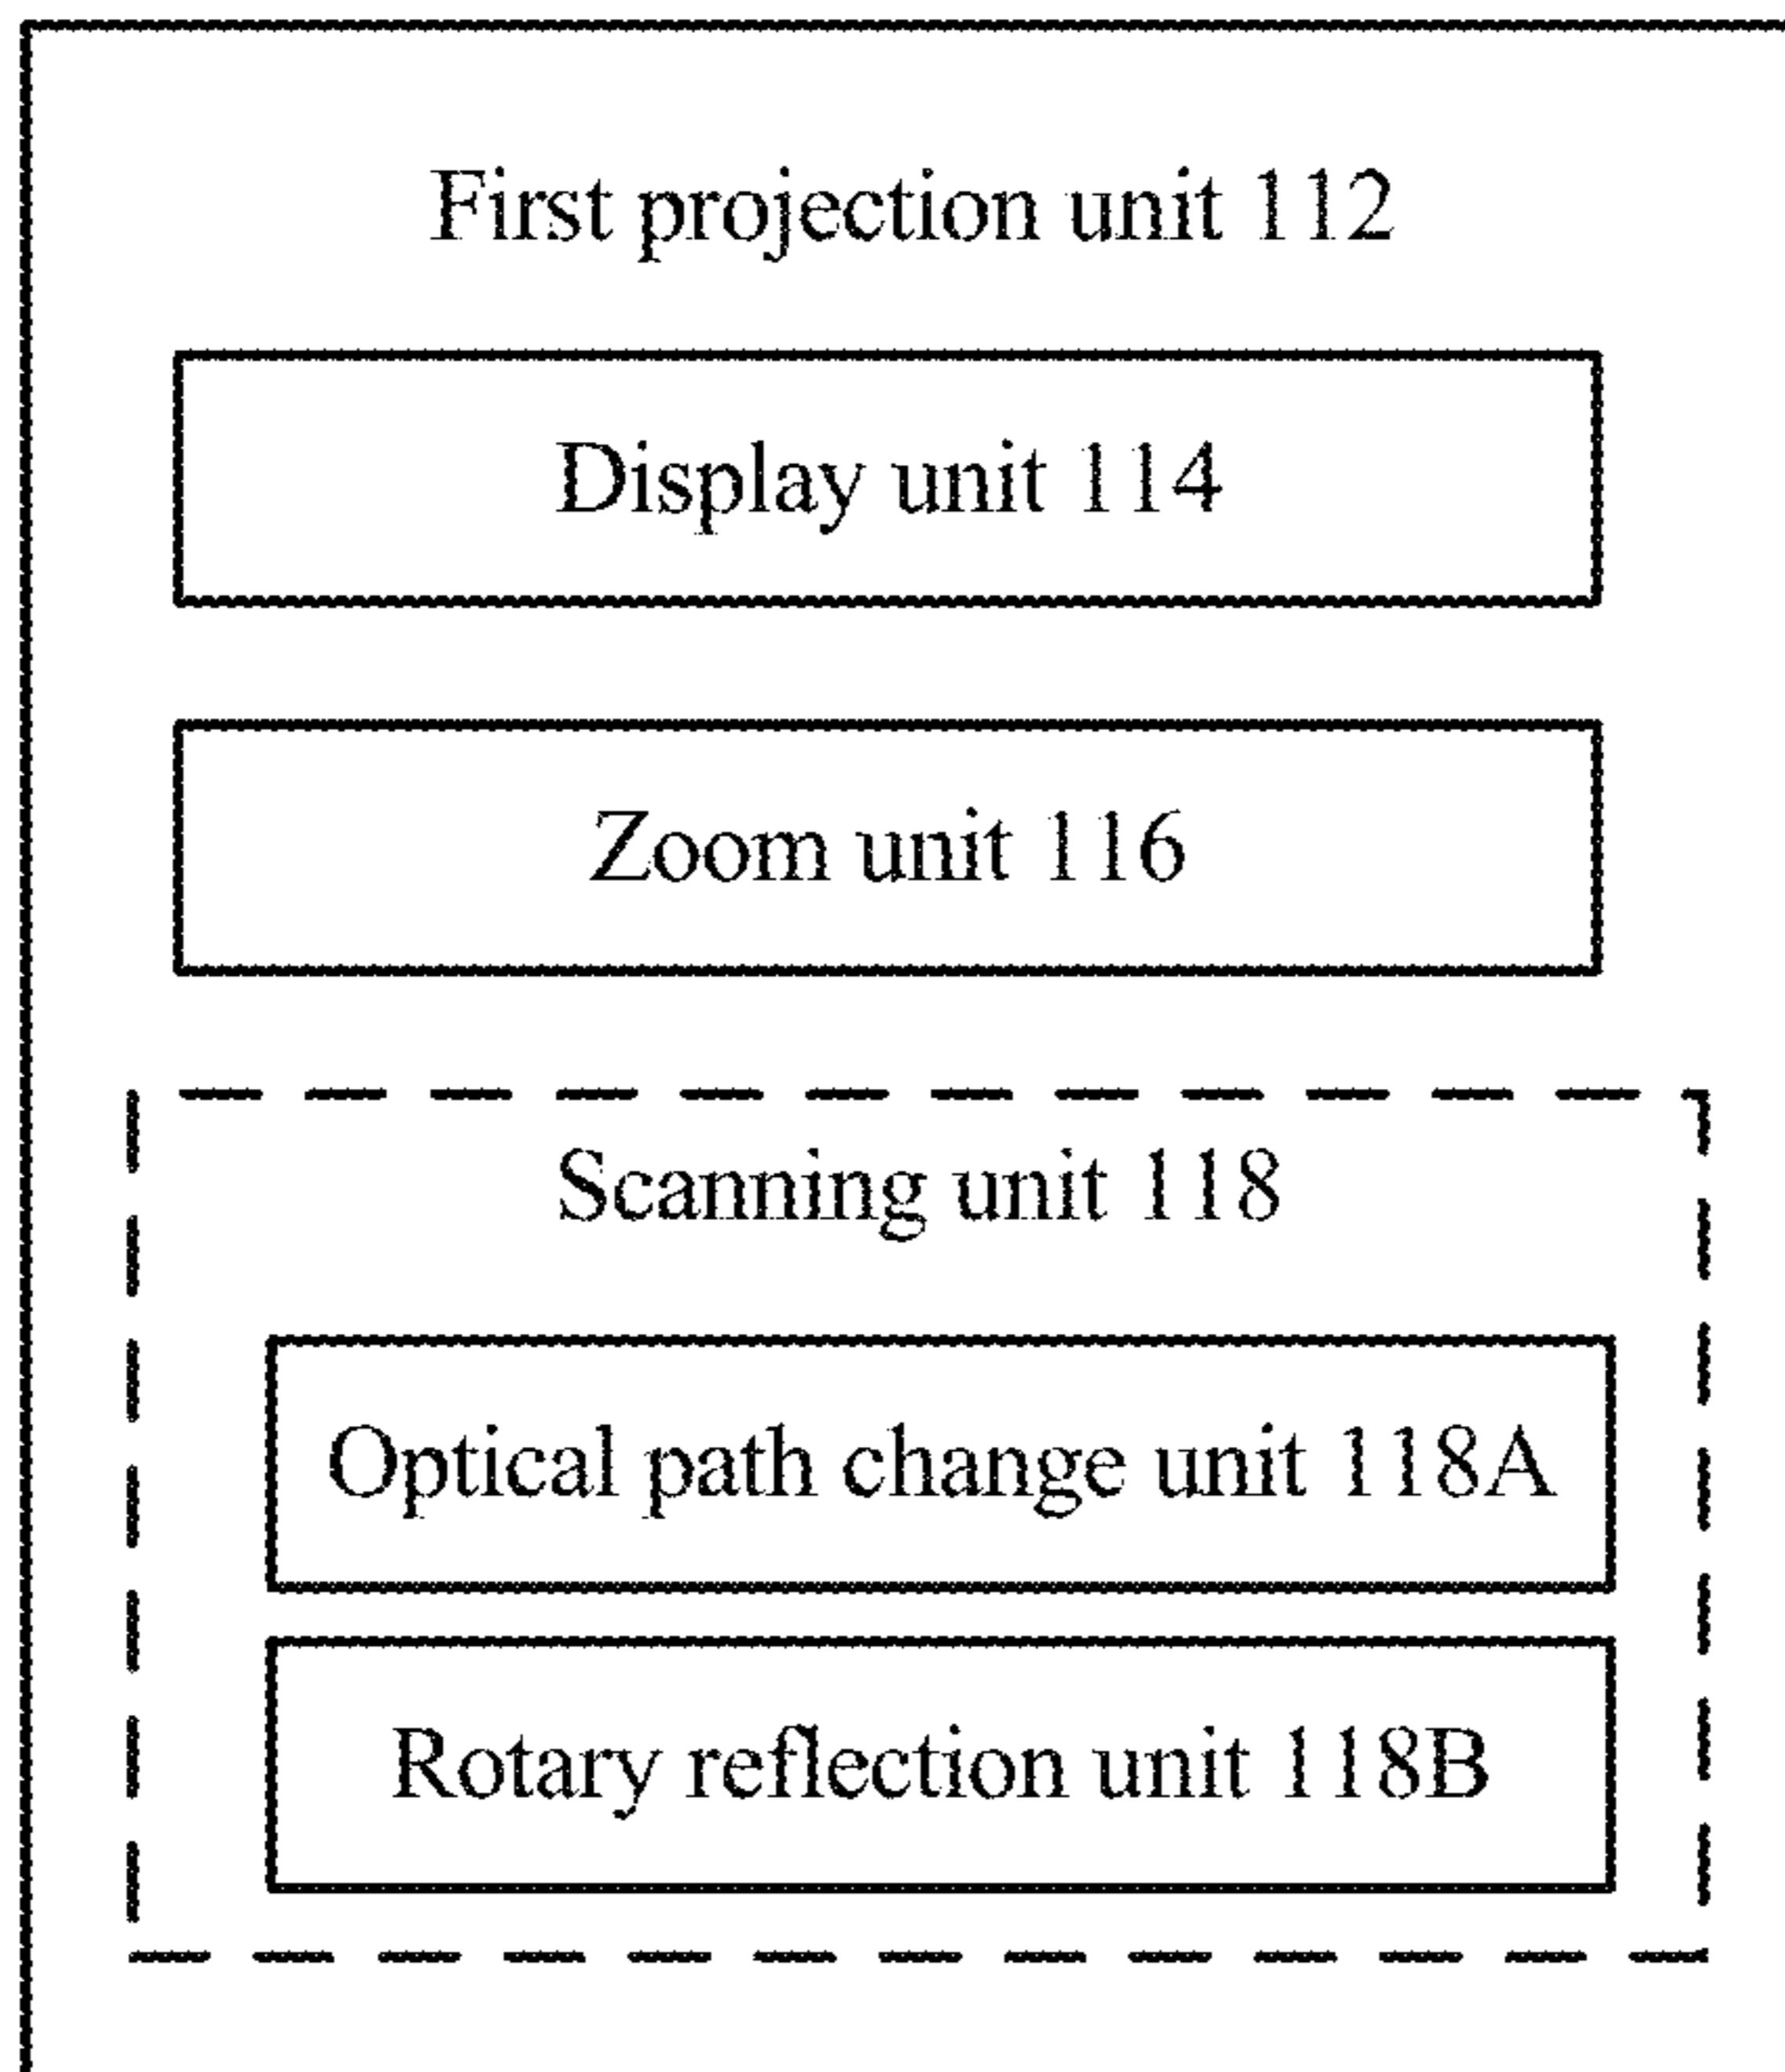 First projection unit 112
Display unit 114
Zoom unit 116
Scanning unit 118
Optical path change unit 118A
Rotary reflection unit 118B